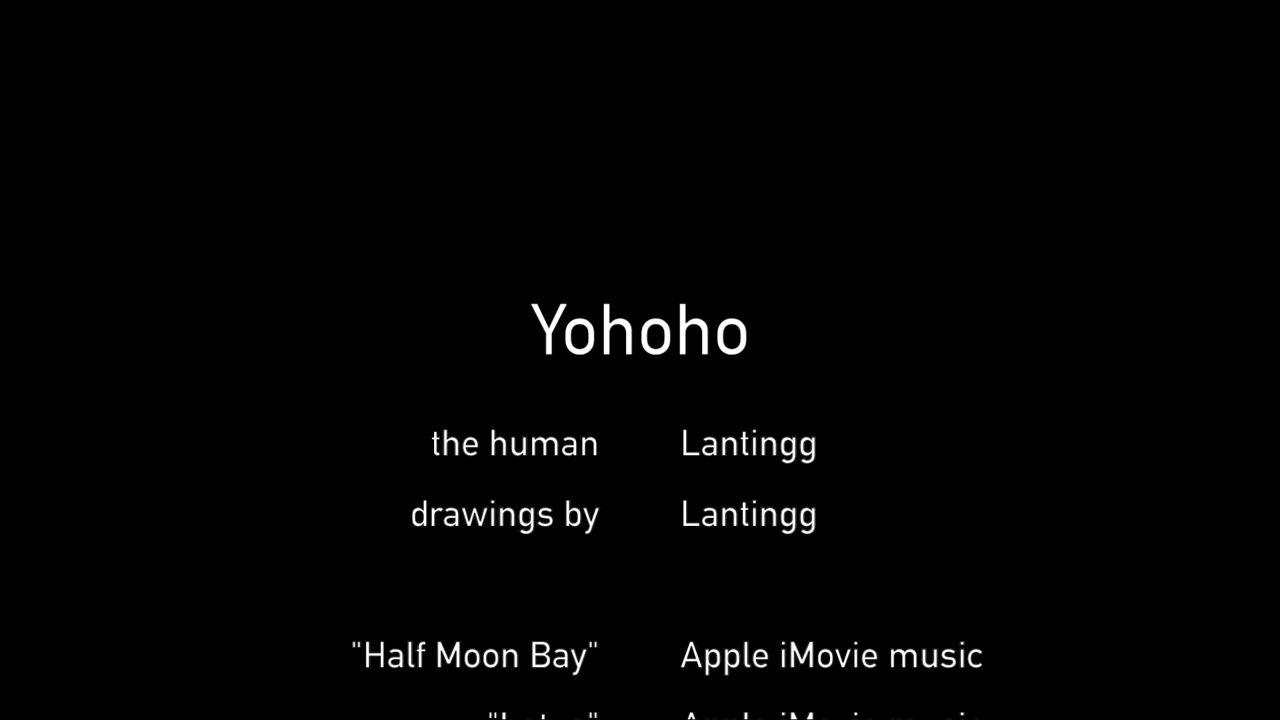 Yohoho
the human Lantingg
drawings by Lantingg
"Half Moon Bay" Apple iMovie music